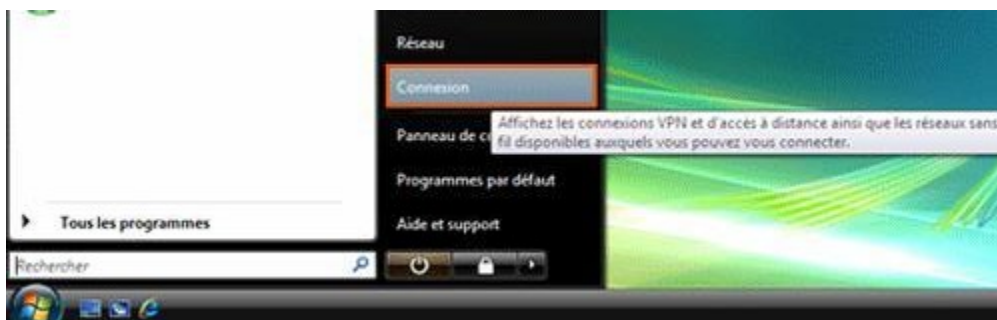 Réseau
Connexion
Affichez les connexions VPN et d'accès à distance ainsi que les réseaux sans
fil disponibles auxquels vous pouvez vous connecter.
Panneau de
Programmes par défaut
Tous les programmes
Aide et support
Rechercher